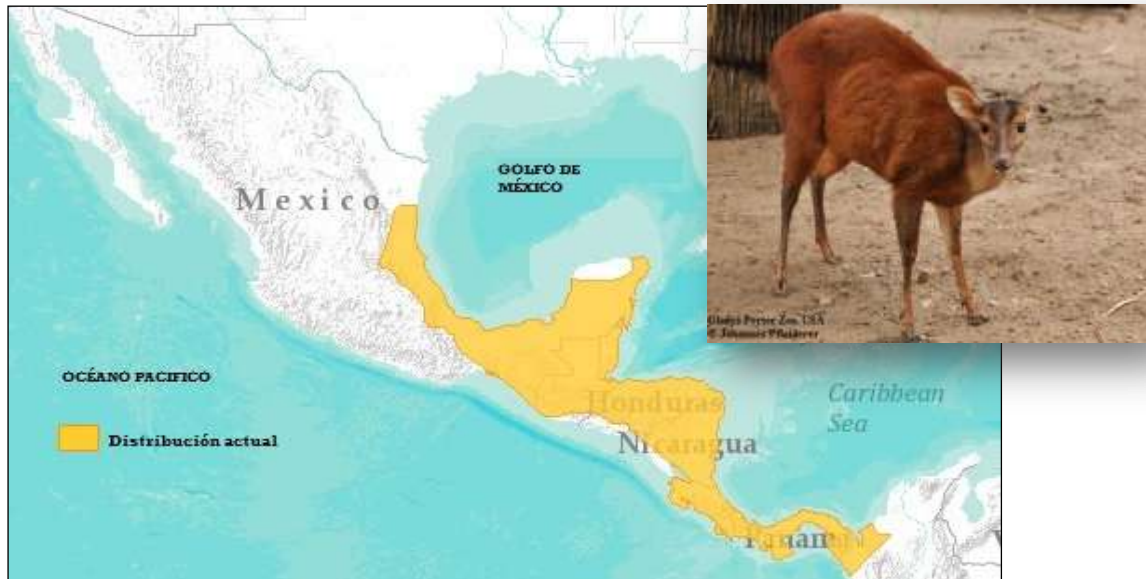 GOLFO DE
MÉXICO
Mexico
Gladys Porter Zoo, USA
© Johannes Pfleiderer
OCÉANO PACIFICO
Caribbean
Sea
Honduras
Distribución actual
Nicaragua
Panam